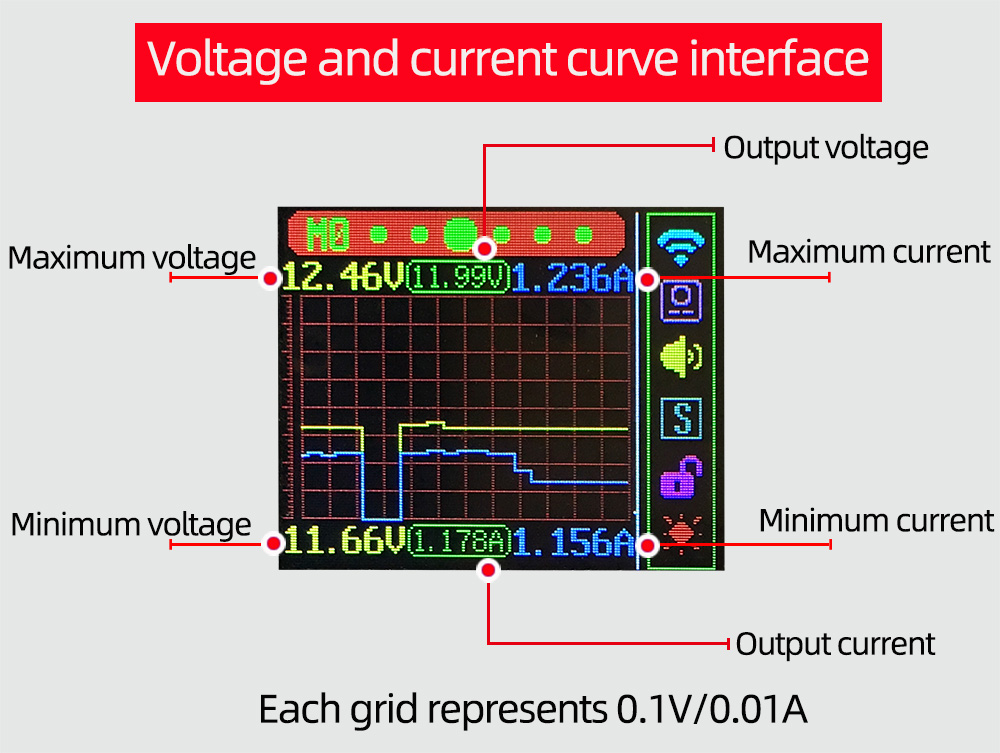 Voltage and current curve interface
Output voltage
Maximum voltage
Maximum current
M0
12.46V 11.99V 1.236A
S
Minimum voltage
Minimum current
11.66V 1.178A 1.156A
Output current
Each grid represents 0.1V/0.01A